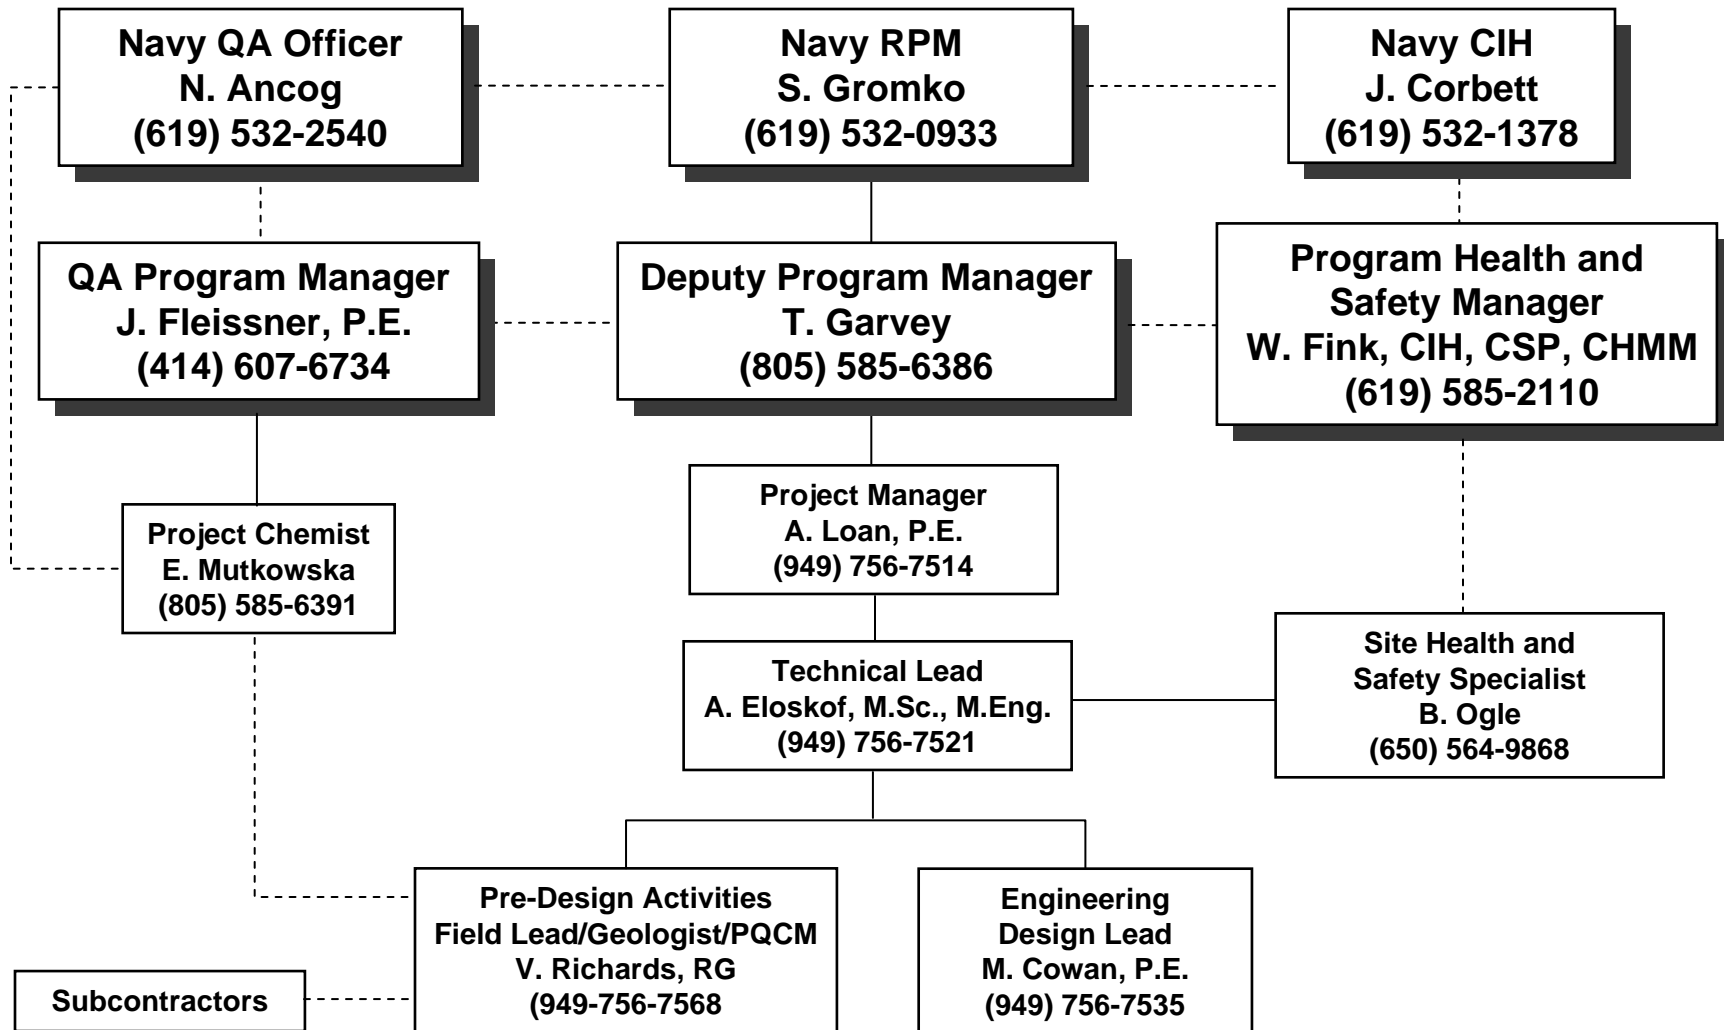 Navy QA Officer
N. Ancog
(619) 532-2540
Navy RPM
S. Gromko
(619) 532-0933
Navy CIH
J. Corbett
(619) 532-1378
QA Program Manager
J. Fleissner, P.E.
(414) 607-6734
Deputy Program Manager
T. Garvey
(805) 585-6386
Program Health and
Safety Manager
W. Fink, CIH, CSP, CHMM
(619) 585-2110
Project Chemist
E. Mutkowska
(805) 585-6391
Project Manager
A. Loan, P.E.
(949) 756-7514
Technical Lead
A. Eloskof, M.Sc., M.Eng.
(949) 756-7521
Site Health and
Safety Specialist
B. Ogle
(650) 564-9868
Pre-Design Activities
Field Lead/Geologist/PQCM
V. Richards, RG
(949-756-7568
Engineering
Design Lead
M. Cowan, P.E.
(949) 756-7535
Subcontractors